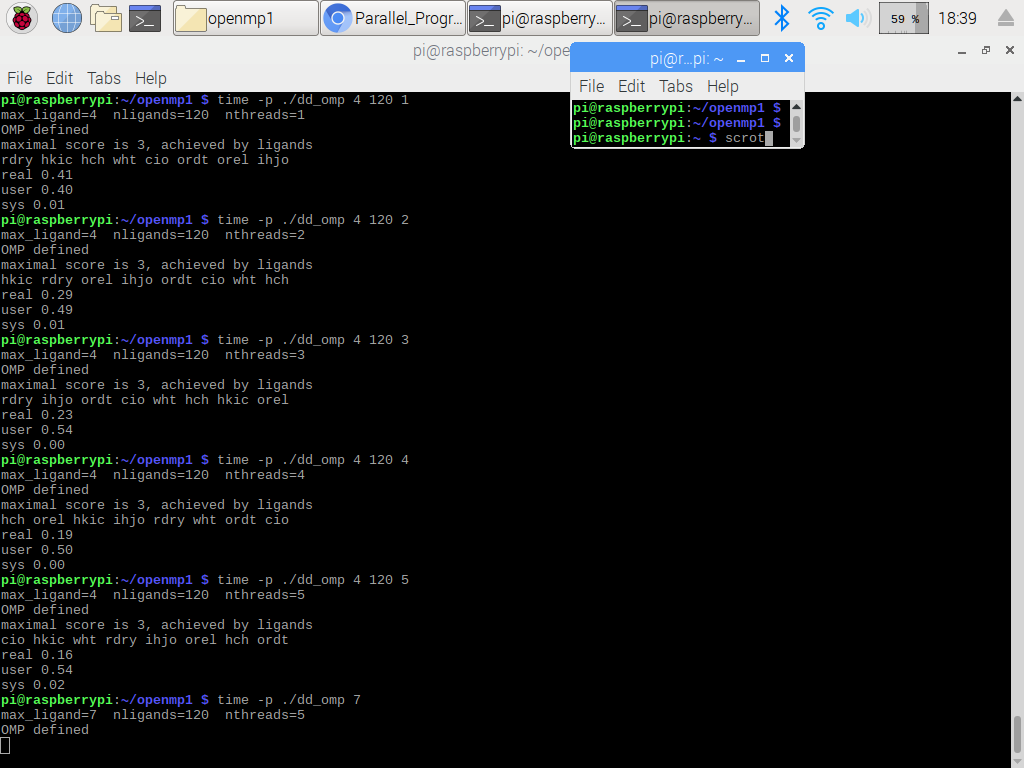 openmp1
Parallel_Progr...
pi@raspberry...
pi@raspberry...
59 %
18:39
pi@raspberrypi: ~/ope
File Edit Tabs Help
pi@r...pi: ~
File Edit Tabs Help
pi@raspberrypi:~/openmp1 $
pi@raspberrypi:~/openmp1 $
pi@raspberrypi:~ $ scrot
pi@raspberrypi:~/openmp1 $ time -p ./dd_omp 4 120 1
max_ligand=4  nligands=120  nthreads=1
OMP defined
maximal score is 3, achieved by ligands
rdry hkic hch wht cio ordt orel ihjo
real 0.41
user 0.40
sys 0.01
pi@raspberrypi:~/openmp1 $ time -p ./dd_omp 4 120 2
max_ligand=4  nligands=120  nthreads=2
OMP defined
maximal score is 3, achieved by ligands
hkic rdry orel ihjo ordt cio wht hch
real 0.29
user 0.49
sys 0.01
pi@raspberrypi:~/openmp1 $ time -p ./dd_omp 4 120 3
max_ligand=4  nligands=120  nthreads=3
OMP defined
maximal score is 3, achieved by ligands
rdry ihjo ordt cio wht hch hkic orel
real 0.23
user 0.54
sys 0.00
pi@raspberrypi:~/openmp1 $ time -p ./dd_omp 4 120 4
max_ligand=4  nligands=120  nthreads=4
OMP defined
maximal score is 3, achieved by ligands
hch orel hkic ihjo rdry wht ordt cio
real 0.19
user 0.50
sys 0.00
pi@raspberrypi:~/openmp1 $ time -p ./dd_omp 4 120 5
max_ligand=4  nligands=120  nthreads=5
OMP defined
maximal score is 3, achieved by ligands
cio hkic wht rdry ihjo orel hch ordt
real 0.16
user 0.54
sys 0.02
pi@raspberrypi:~/openmp1 $ time -p ./dd_omp 7
max_ligand=7  nligands=120  nthreads=5
OMP defined